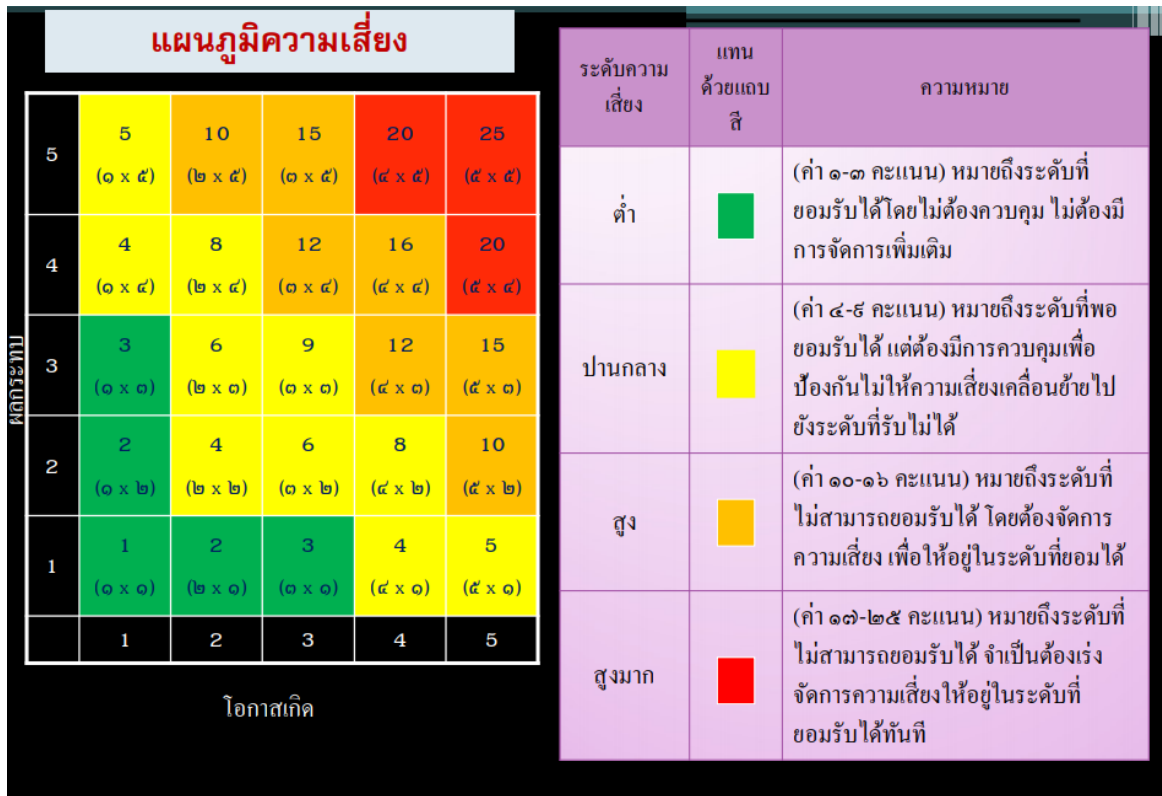 แผนภูมิความเสี่ยง
ผลกระทบ
5
5
10
15
20
25
(๑ x ๕)
(๒ x ๕)
(๓ x ๕)
(๔ x ๕)
(๕ x ๕)
4
4
8
12
16
20
(๑ x ๔)
(๒ x ๔)
(๓ x ๔)
(๔ x ๔)
(๕ x ๔)
3
3
6
9
12
15
(๑ x ๓)
(๒ x ๓)
(๓ x ๓)
(๔ x ๓)
(๕ x ๓)
2
2
4
6
8
10
(๑ x ๒)
(๒ x ๒)
(๓ x ๒)
(๔ x ๒)
(๕ x ๒)
1
1
2
3
4
5
(๑ x ๑)
(๒ x ๑)
(๓ x ๑)
(๔ x ๑)
(๕ x ๑)
1
2
3
4
5
โอกาสเกิด
ระดับความ
เสี่ยง
แทน
ด้วยแถบ
สี
ความหมาย
ต่ำ
(ค่า ๑-๓ คะแนน) หมายถึงระดับที่
ยอมรับได้โดยไม่ต้องควบคุม ไม่ต้องมี
การจัดการเพิ่มเติม
ปานกลาง
(ค่า ๔-๙ คะแนน) หมายถึงระดับที่พอ
ยอมรับได้ แต่ต้องมีการควบคุมเพื่อ
ป้องกันไม่ให้ความเสี่ยงเคลื่อนย้ายไป
ยังระดับที่รับไม่ได้
สูง
(ค่า ๑๐-๑๖ คะแนน) หมายถึงระดับที่
ไม่สามารถยอมรับได้ โดยต้องจัดการ
ความเสี่ยง เพื่อให้อยู่ในระดับที่ยอมได้
สูงมาก
(ค่า ๑๗-๒๕ คะแนน) หมายถึงระดับที่
ไม่สามารถยอมรับได้ จำเป็นต้องเร่ง
จัดการความเสี่ยงให้อยู่ในระดับที่
ยอมรับได้ทันที